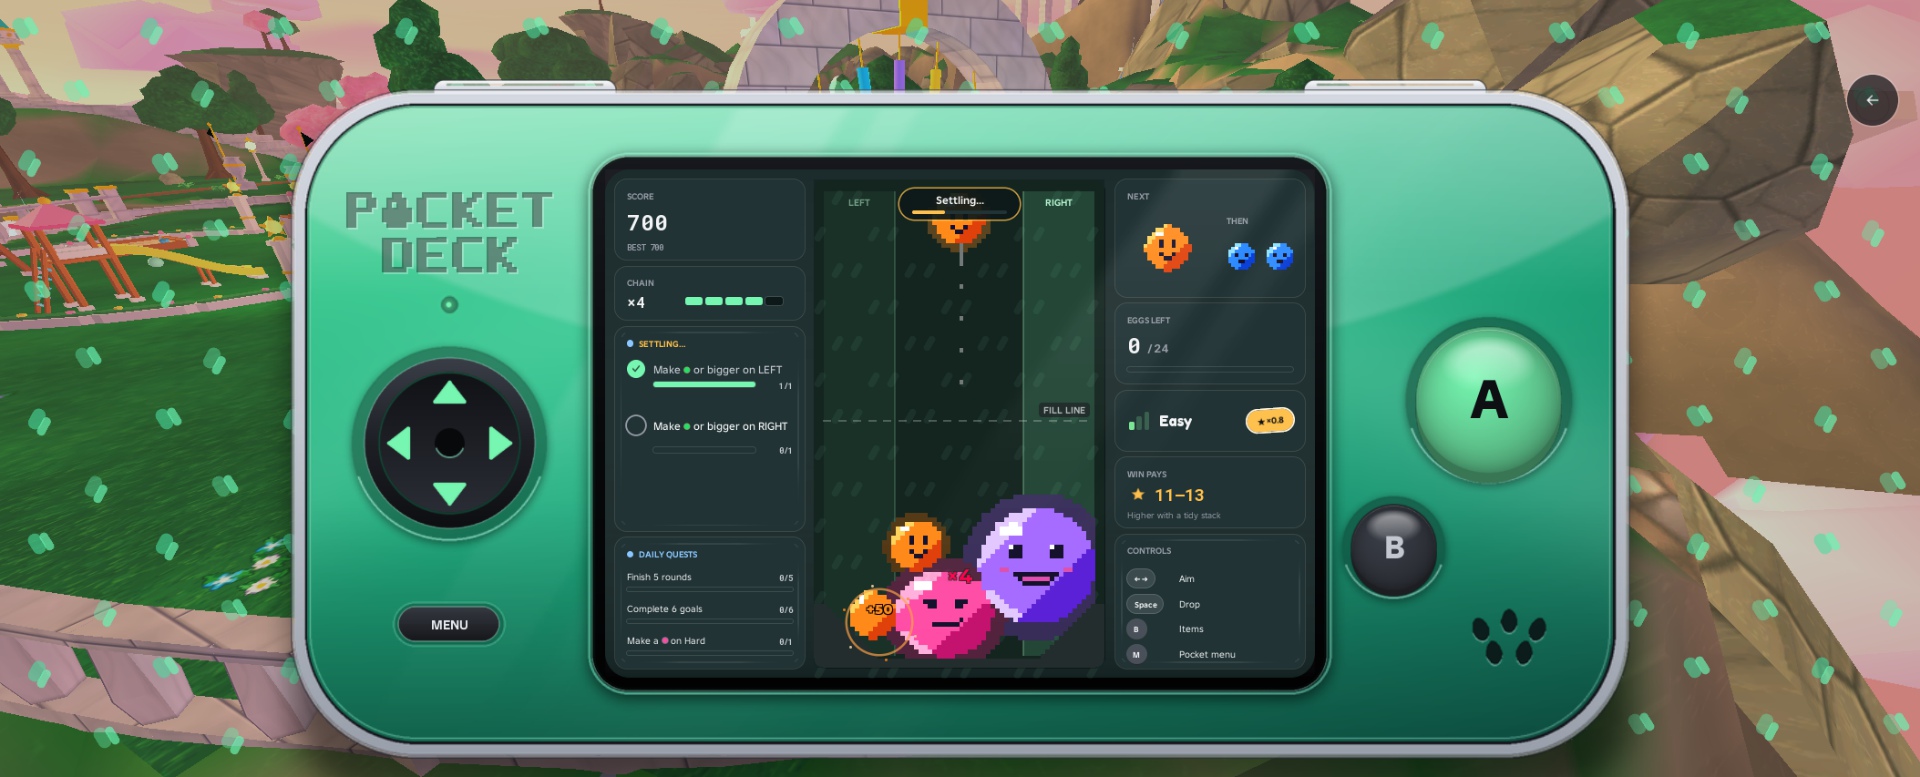 POCKET
DECK
MENU
SCORE
700
BEST 700
CHAIN
×4
SETTLING...
Make or bigger on LEFT
1/1
Make or bigger on RIGHT
0/1
DAILY QUESTS
Finish 5 rounds 0/5
Complete 6 goals 0/6
Make a on Hard 0/1
LEFT
Settling...
RIGHT
FILL LINE
×4
+50
NEXT
THEN
EGGS LEFT
0 /24
Easy
★×0.8
WIN PAYS
★ 11–13
Higher with a tidy stack
CONTROLS
←→ Aim
Space Drop
B Items
M Pocket menu
A
B